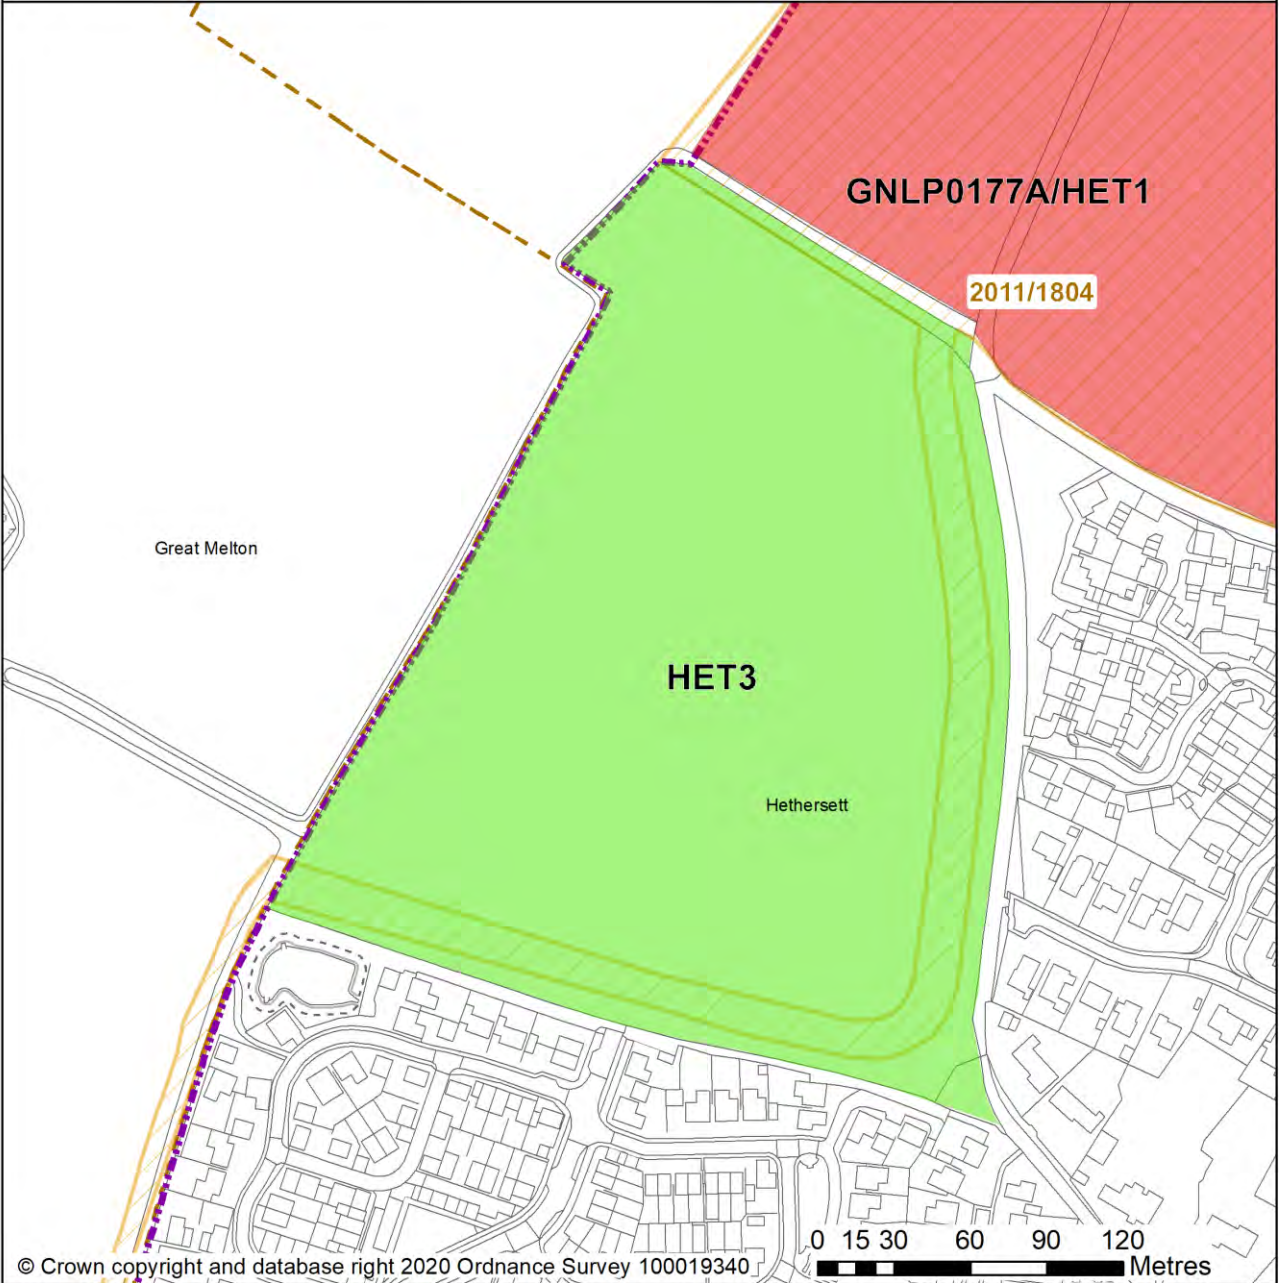 GNLP0177A/HET1
2011/1804
Great Melton
HET3
Hethersett
0 15 30 60 90 120
Metres
© Crown copyright and database right 2020 Ordnance Survey 100019340